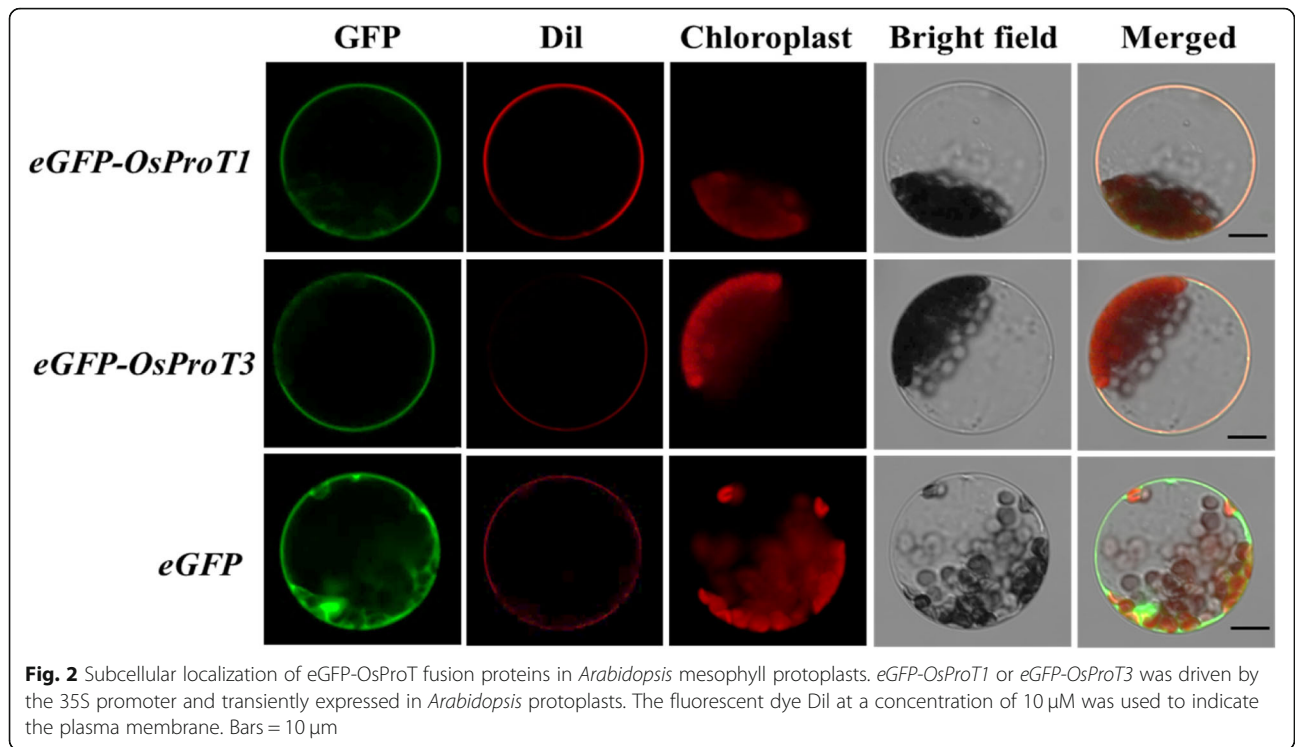 GFP Dil Chloroplast Bright field Merged
eGFP-OsProT1
eGFP-OsProT3
eGFP
Fig. 2 Subcellular localization of eGFP-OsProT fusion proteins in Arabidopsis mesophyll protoplasts. eGFP-OsProT1 or eGFP-OsProT3 was driven by
the 35S promoter and transiently expressed in Arabidopsis protoplasts. The fluorescent dye Dil at a concentration of 10 μM was used to indicate
the plasma membrane. Bars = 10 μm